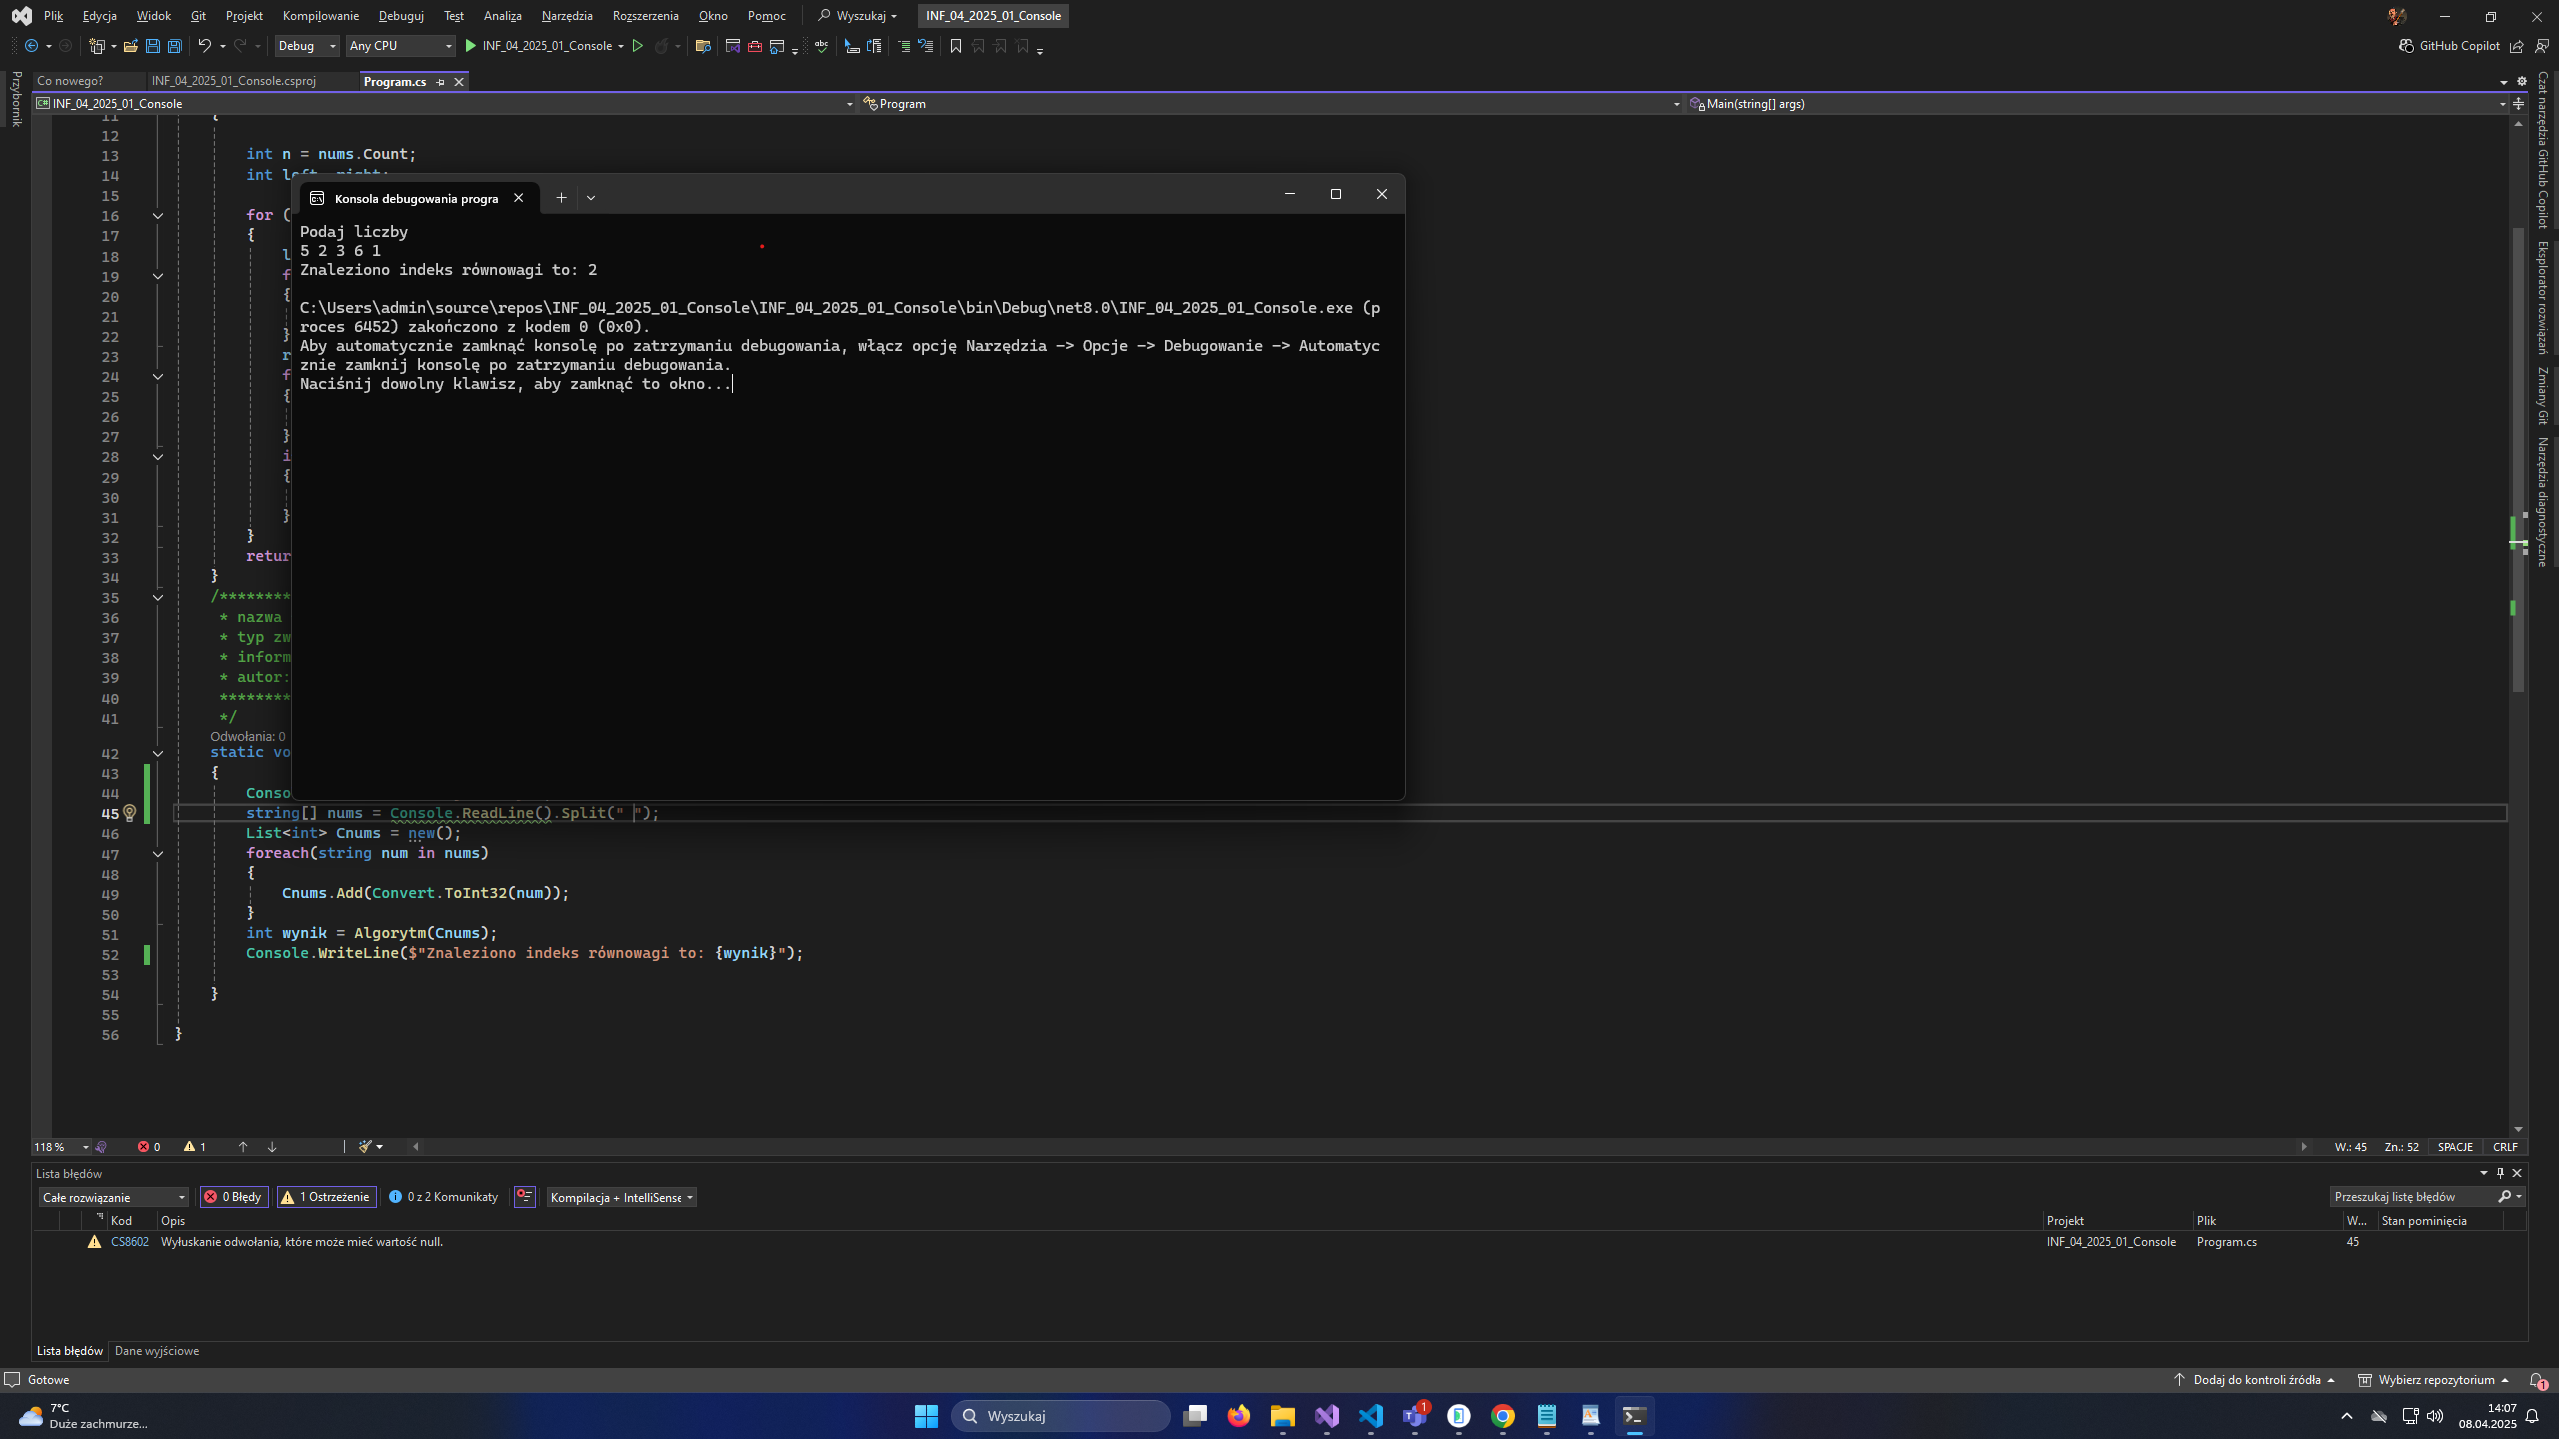 Plik Edycja Widok Git Projekt Kompilowanie Debuguj Test Analiza Narzędzia Rozszerzenia Okno Pomoc Wyszukaj INF_04_2025_01_Console
Debug Any CPU INF_04_2025_01_Console GitHub Copilot
Co nowego? INF_04_2025_01_Console.csproj Program.cs
INF_04_2025_01_Console Program Main(string[] args)
Przybornik
Czat narzędzia GitHub Copilot
Eksplorator rozwiązań
Zmiany Git
Narzędzia diagnostyczne
11 {
12
13 int n = nums.Count;
14 int left, right;
15
16 for (
17 {
18 l
19 f
20 {
21
22 }
23 r
24 f
25 {
26
27 }
28 i
29 {
30
31 }
32 }
33 retur
34 }
35 /********
36 * nazwa
37 * typ zw
38 * inform
39 * autor:
40 ********
41 */
Odwołania: 0
42 static vo
43 {
44 Conso
45 string[] nums = Console.ReadLine().Split(" ");
46 List<int> Cnums = new();
47 foreach(string num in nums)
48 {
49 Cnums.Add(Convert.ToInt32(num));
50 }
51 int wynik = Algorytm(Cnums);
52 Console.WriteLine($"Znaleziono indeks równowagi to: {wynik}");
53
54 }
55
56 }
Konsola debugowania progra
Podaj liczby
5 2 3 6 1
Znaleziono indeks równowagi to: 2
C:\Users\admin\source\repos\INF_04_2025_01_Console\INF_04_2025_01_Console\bin\Debug\net8.0\INF_04_2025_01_Console.exe (p
roces 6452) zakończono z kodem 0 (0x0).
Aby automatycznie zamknąć konsolę po zatrzymaniu debugowania, włącz opcję Narzędzia -> Opcje -> Debugowanie -> Automatyc
znie zamknij konsolę po zatrzymaniu debugowania.
Naciśnij dowolny klawisz, aby zamknąć to okno...
118 % 0 1 W.: 45 Zn.: 52 SPACJE CRLF
Lista błędów
Całe rozwiązanie 0 Błędy 1 Ostrzeżenie 0 z 2 Komunikaty Kompilacja + IntelliSense Przeszukaj listę błędów
Kod Opis Projekt Plik W... Stan pominięcia
CS8602 Wyłuskanie odwołania, które może mieć wartość null. INF_04_2025_01_Console Program.cs 45
Lista błędów Dane wyjściowe
Gotowe Dodaj do kontroli źródła Wybierz repozytorium 1
7°C
Duże zachmurze...
Wyszukaj
1
14:07
08.04.2025